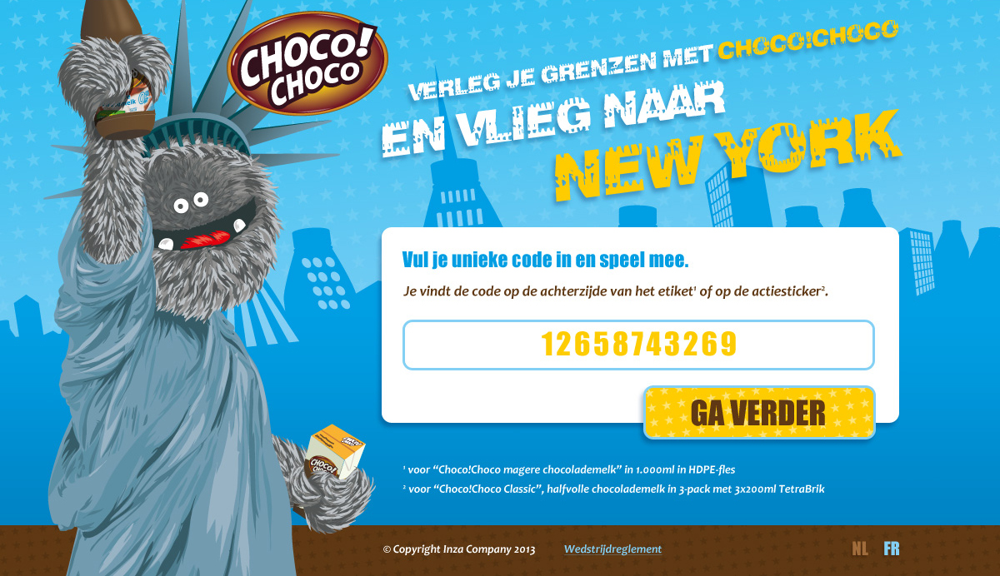 CHOCO!
CHOCO
VERLEG JE GRENZEN MET CHOCO!CHOCO
EN VLIEG NAAR
NEW YORK
Vul je unieke code in en speel mee.
Je vindt de code op de achterzijde van het etiket¹ of op de actiesticker².
12658743269
GA VERDER
CHOCO!
¹ voor “Choco!Choco magere chocolademelk” in 1.000ml in HDPE-fles
² voor “Choco!Choco Classic”, halfvolle chocolademelk in 3-pack met 3x200ml TetraBrik
© Copyright Inza Company 2013 Wedstrijdreglement NL FR